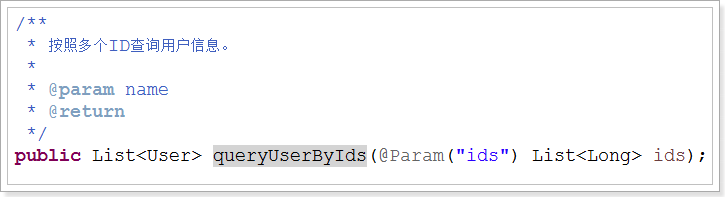 /**
 * 按照多个ID查询用户信息。
 *
 * @param name
 * @return
 */
public List<User> queryUserByIds(@Param("ids") List<Long> ids);